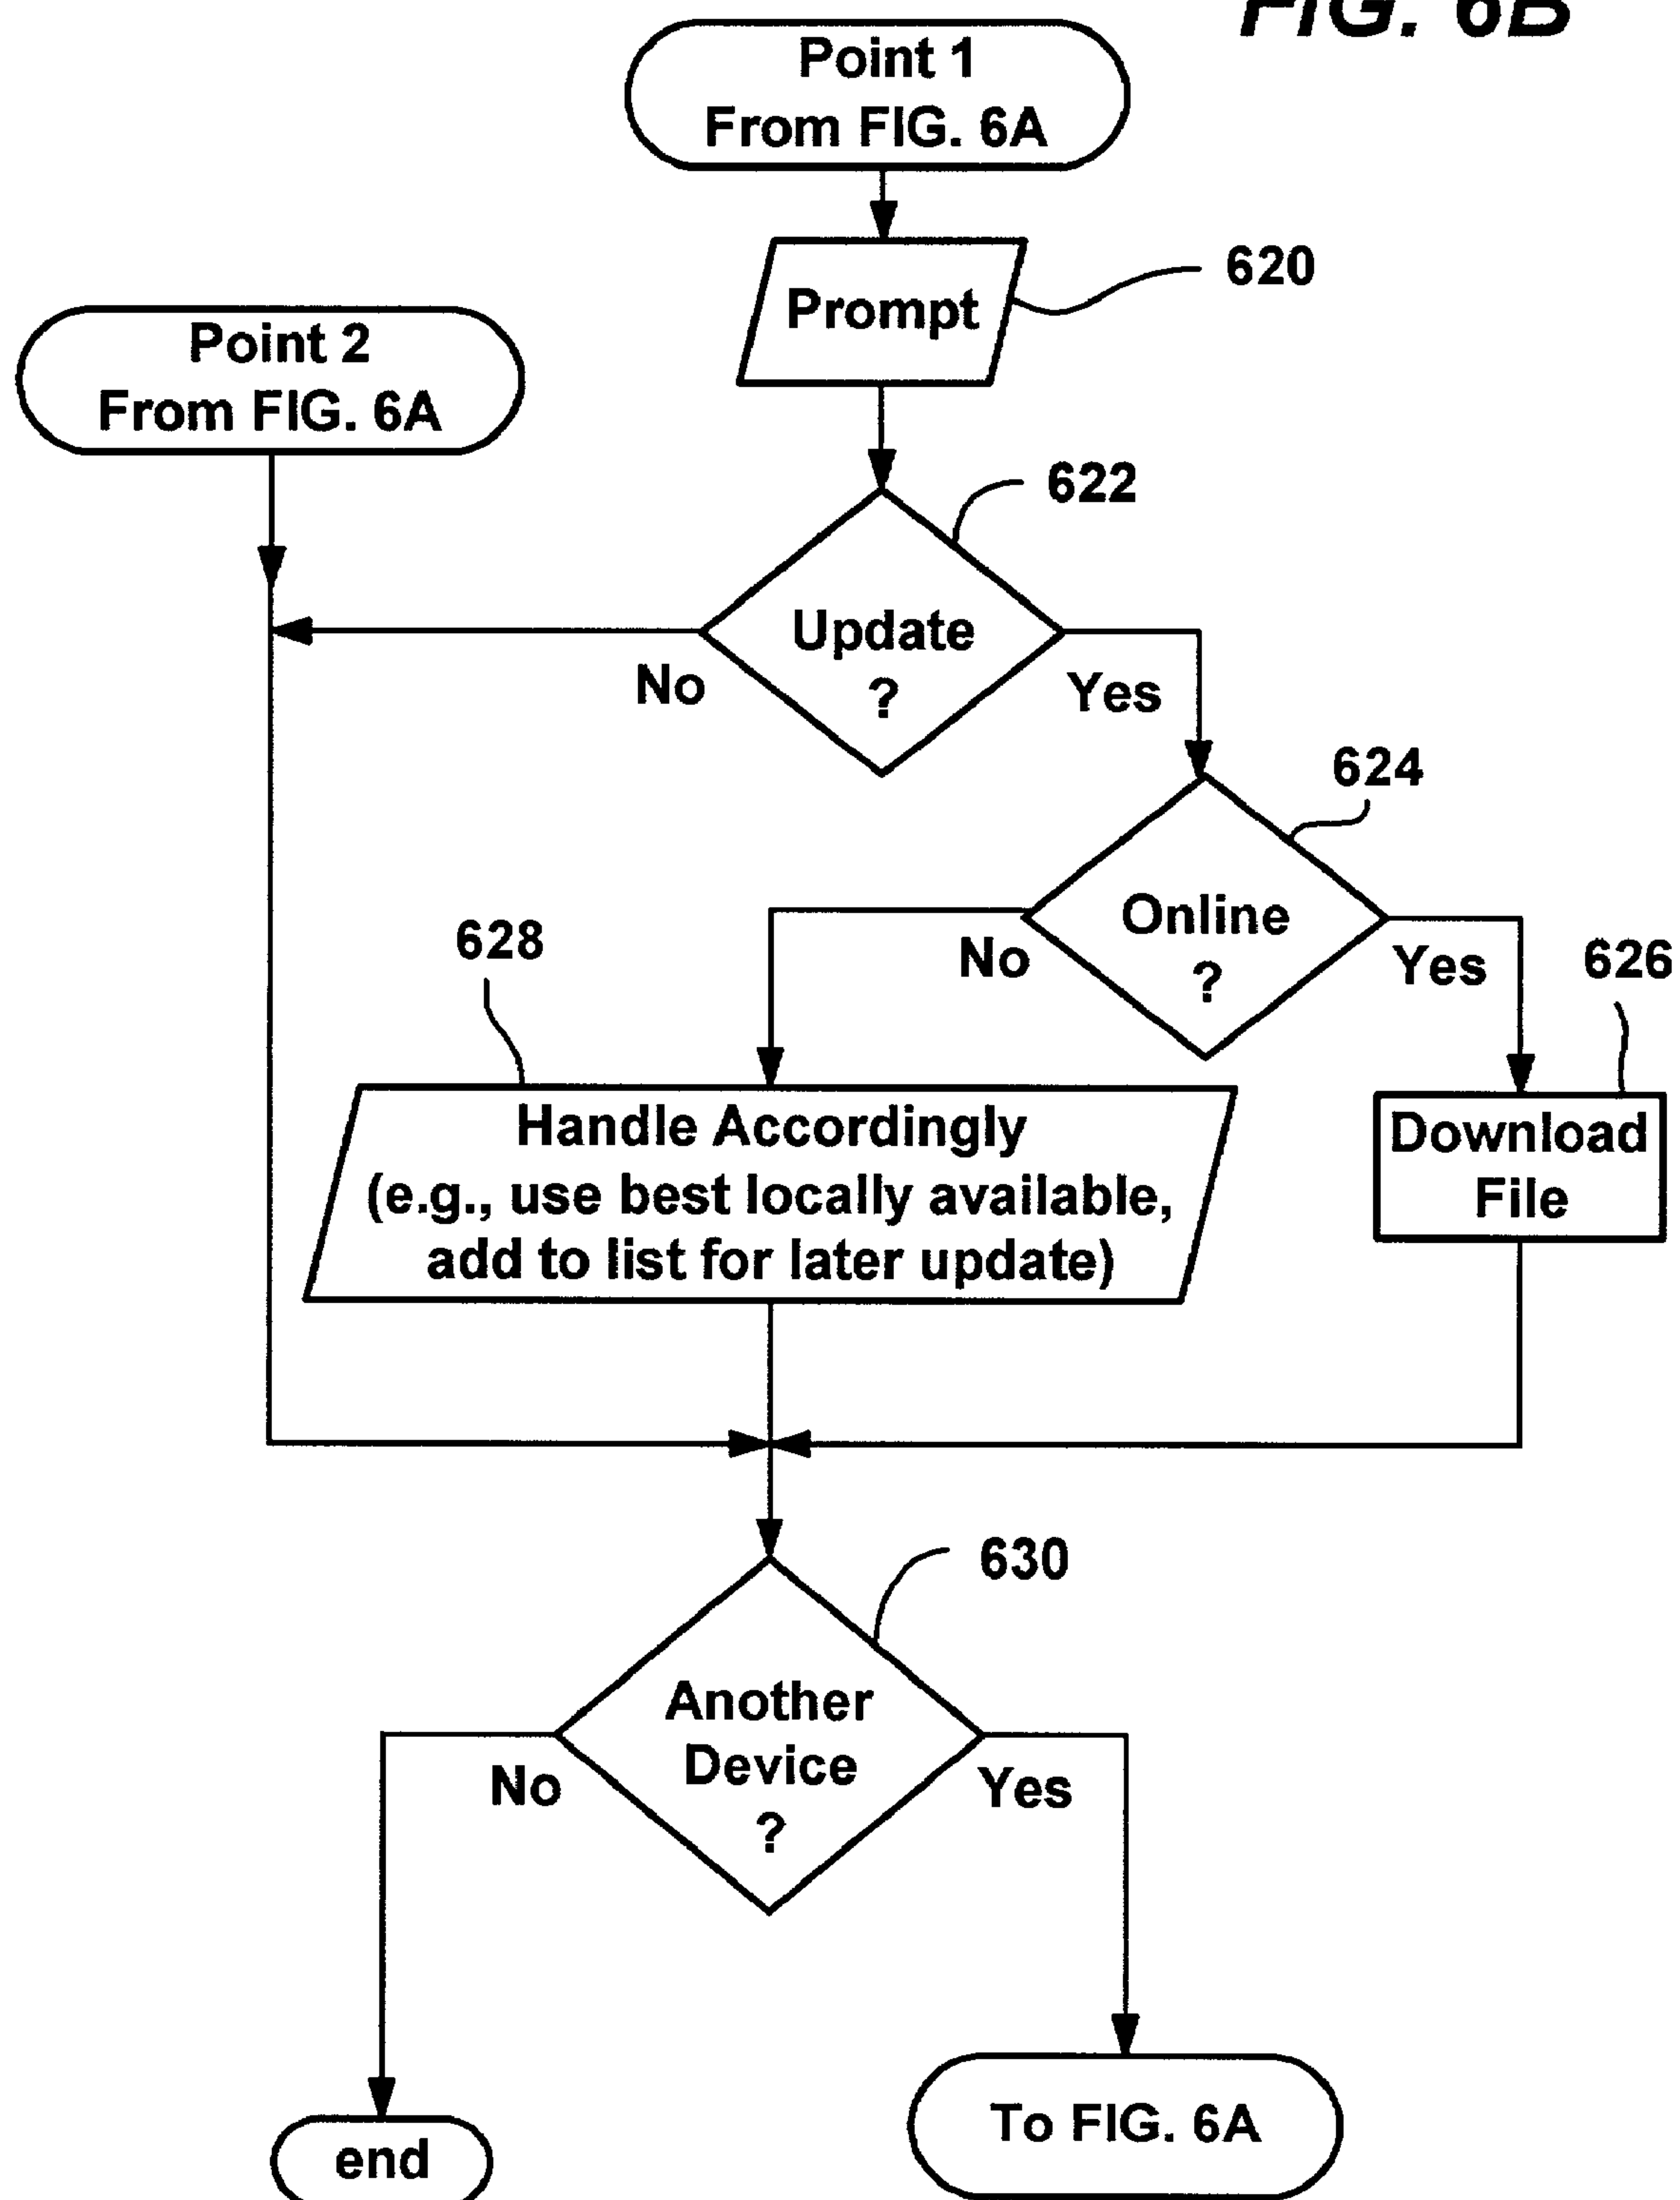 FIG. 6B
Point 1
From FIG. 6A
Prompt
620
Point 2
From FIG. 6A
622
Update
?
No
Yes
624
Online
?
No
Yes
628
626
Handle Accordingly
(e.g., use best locally available,
add to list for later update)
Download
File
630
Another
Device
?
No
Yes
end
To FIG. 6A